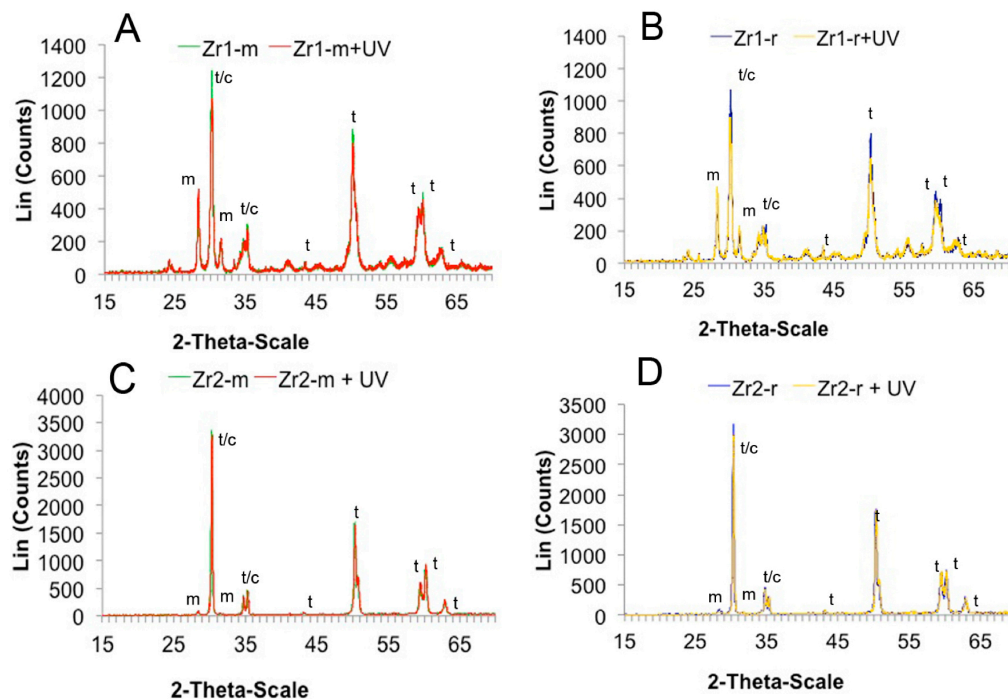 A
Zr1-m Zr1-m+UV
Lin (Counts)
1400
1200
1000
800
600
400
200
0
t/c
m
m
t/c
t
t
t
t
t
15 25 35 45 55 65
2-Theta-Scale
B
Zr1-r Zr1-r+UV
Lin (Counts)
1400
1200
1000
800
600
400
200
0
t/c
m
m
t/c
t
t
t
t
t
15 25 35 45 55 65
2-Theta-Scale
C
Zr2-m Zr2-m + UV
Lin (Counts)
4000
3500
3000
2500
2000
1500
1000
500
0
t/c
m
m
t/c
t
t
t
t
t
15 25 35 45 55 65
2-Theta-Scale
D
Zr2-r Zr2-r + UV
Lin (Counts)
3500
3000
2500
2000
1500
1000
500
0
t/c
m
m
t/c
t
t
t
t
t
15 25 35 45 55 65
2-Theta-Scale